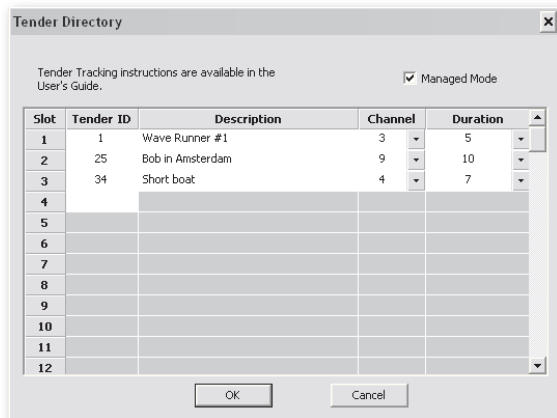 Tender Directory
Tender Tracking instructions are available in the
User's Guide.
Managed Mode
Slot Tender ID Description Channel Duration
1 1 Wave Runner #1 3 5
2 25 Bob in Amsterdam 9 10
3 34 Short boat 4 7
4
5
6
7
8
9
10
11
12
OK Cancel